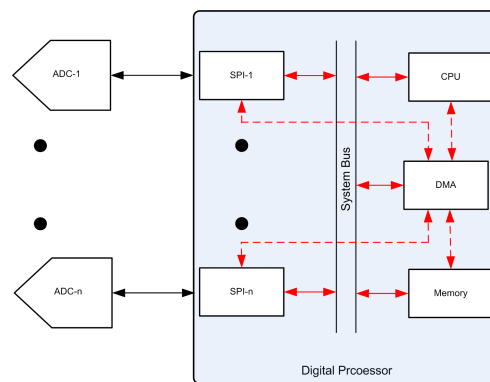 ADC-1
SPI-1
CPU
System Bus
DMA
ADC-n
SPI-n
Memory
Digital Prcoessor